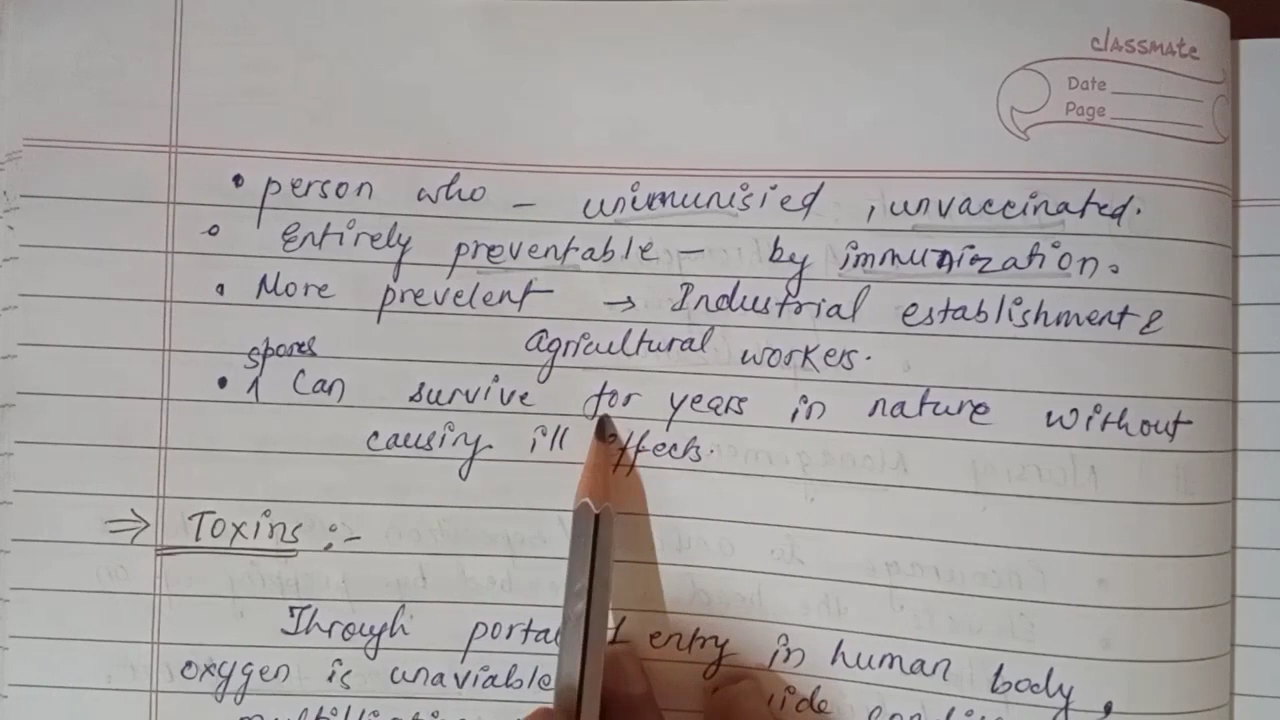 classmate
Date
Page
• person who - unimunisied , unvaccinated.
• Entirely preventable - by immunization.
• More prevelent → Industrial establishment &
Agricultural workers.
spores
• ʌ Can survive for years in nature without
causing ill effects.
⇒ Toxins :-
Through portal entry in human body,
oxygen is unaviable